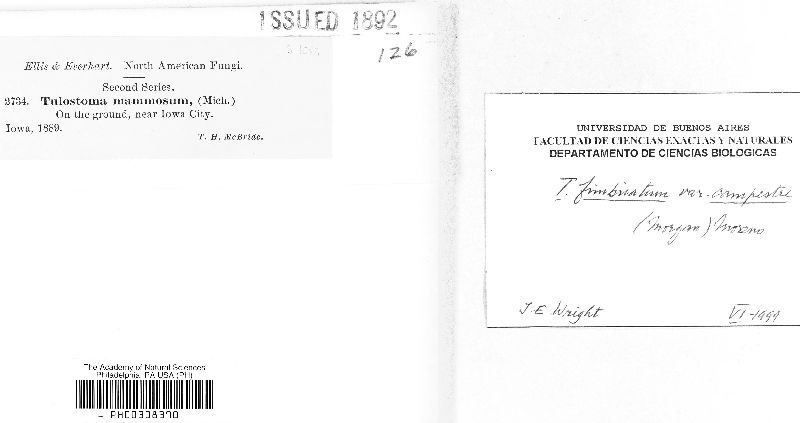 ISSUED 1892
126
Ellis & Everhart. North American Fungi.
Second Series.
2734. Tulostoma mammosum, (Mich.)
On the ground, near Iowa City.
Iowa, 1889.
T. H. McBride.
UNIVERSIDAD DE BUENOS AIRES
FACULTAD DE CIENCIAS EXACTAS Y NATURALES
DEPARTAMENTO DE CIENCIAS BIOLOGICAS
T. fimbriatum var. campestre
(Morgan) Moreno
J.E Wright
VI-1999
The Academy of Natural Sciences
Philadelphia, PA USA (PH)
PH00308390